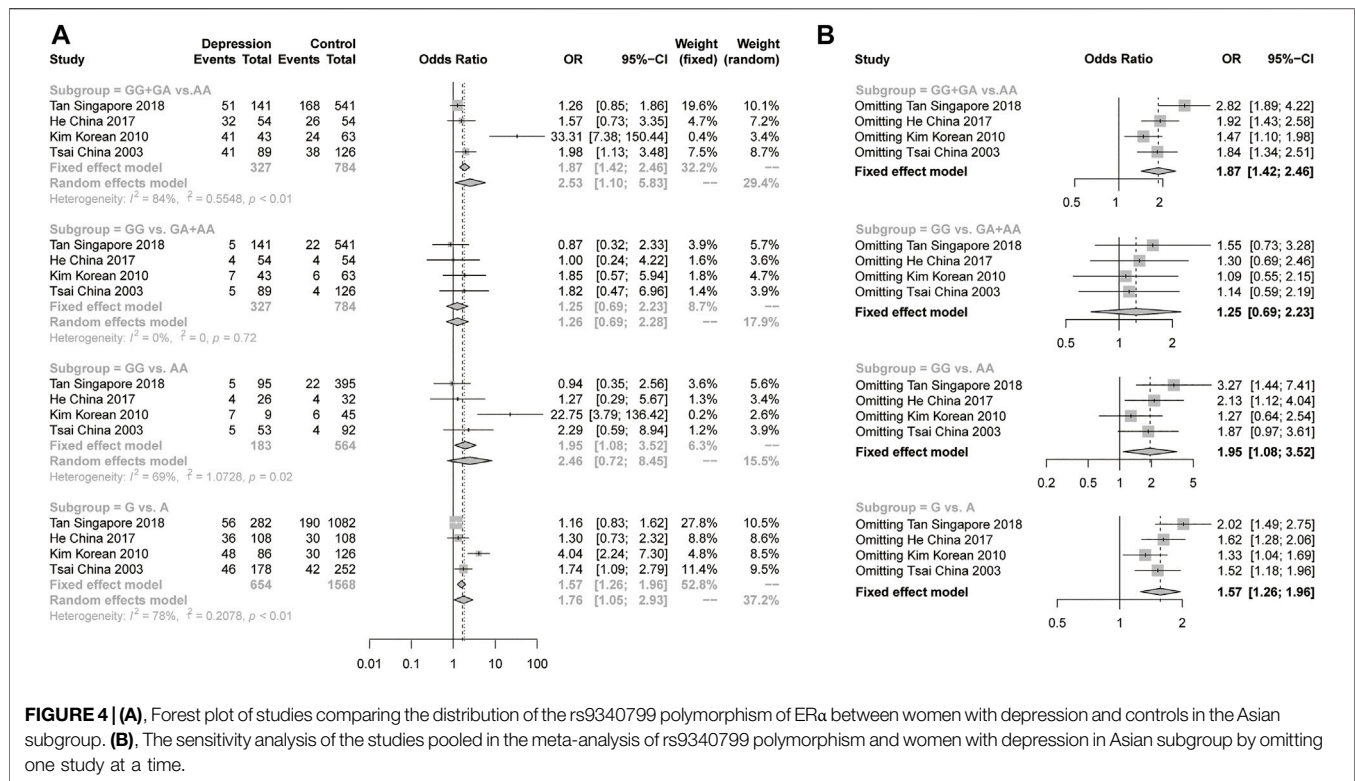 A
Depression Control Weight Weight
Study Events Total Events Total Odds Ratio OR 95%−CI (fixed) (random)
Subgroup = GG+GA vs.AA
Tan Singapore 2018 51 141 168 541 1.26 [0.85; 1.86] 19.6% 10.1%
He China 2017 32 54 26 54 1.57 [0.73; 3.35] 4.7% 7.2%
Kim Korean 2010 41 43 24 63 33.31 [7.38; 150.44] 0.4% 3.4%
Tsai China 2003 41 89 38 126 1.98 [1.13; 3.48] 7.5% 8.7%
Fixed effect model 327 784 1.87 [1.42; 2.46] 32.2% −−
Random effects model 2.53 [1.10; 5.83] −− 29.4%
Heterogeneity: I² = 84%, τ² = 0.5548, p < 0.01
Subgroup = GG vs. GA+AA
Tan Singapore 2018 5 141 22 541 0.87 [0.32; 2.33] 3.9% 5.7%
He China 2017 4 54 4 54 1.00 [0.24; 4.22] 1.6% 3.6%
Kim Korean 2010 7 43 6 63 1.85 [0.57; 5.94] 1.8% 4.7%
Tsai China 2003 5 89 4 126 1.82 [0.47; 6.96] 1.4% 3.9%
Fixed effect model 327 784 1.25 [0.69; 2.23] 8.7% −−
Random effects model 1.26 [0.69; 2.28] −− 17.9%
Heterogeneity: I² = 0%, τ² = 0, p = 0.72
Subgroup = GG vs. AA
Tan Singapore 2018 5 95 22 395 0.94 [0.35; 2.56] 3.6% 5.6%
He China 2017 4 26 4 32 1.27 [0.29; 5.67] 1.3% 3.4%
Kim Korean 2010 7 9 6 45 22.75 [3.79; 136.42] 0.2% 2.6%
Tsai China 2003 5 53 4 92 2.29 [0.59; 8.94] 1.2% 3.9%
Fixed effect model 183 564 1.95 [1.08; 3.52] 6.3% −−
Random effects model 2.46 [0.72; 8.45] −− 15.5%
Heterogeneity: I² = 69%, τ² = 1.0728, p = 0.02
Subgroup = G vs. A
Tan Singapore 2018 56 282 190 1082 1.16 [0.83; 1.62] 27.8% 10.5%
He China 2017 36 108 30 108 1.30 [0.73; 2.32] 8.8% 8.6%
Kim Korean 2010 48 86 30 126 4.04 [2.24; 7.30] 4.8% 8.5%
Tsai China 2003 46 178 42 252 1.74 [1.09; 2.79] 11.4% 9.5%
Fixed effect model 654 1568 1.57 [1.26; 1.96] 52.8% −−
Random effects model 1.76 [1.05; 2.93] −− 37.2%
Heterogeneity: I² = 78%, τ² = 0.2078, p < 0.01
0.01 0.1 1 10 100
B
Study Odds Ratio OR 95%−CI
Subgroup = GG+GA vs.AA
Omitting Tan Singapore 2018 2.82 [1.89; 4.22]
Omitting He China 2017 1.92 [1.43; 2.58]
Omitting Kim Korean 2010 1.47 [1.10; 1.98]
Omitting Tsai China 2003 1.84 [1.34; 2.51]
Fixed effect model 1.87 [1.42; 2.46]
0.5 1 2
Subgroup = GG vs. GA+AA
Omitting Tan Singapore 2018 1.55 [0.73; 3.28]
Omitting He China 2017 1.30 [0.69; 2.46]
Omitting Kim Korean 2010 1.09 [0.55; 2.15]
Omitting Tsai China 2003 1.14 [0.59; 2.19]
Fixed effect model 1.25 [0.69; 2.23]
0.5 1 2
Subgroup = GG vs. AA
Omitting Tan Singapore 2018 3.27 [1.44; 7.41]
Omitting He China 2017 2.13 [1.12; 4.04]
Omitting Kim Korean 2010 1.27 [0.64; 2.54]
Omitting Tsai China 2003 1.87 [0.97; 3.61]
Fixed effect model 1.95 [1.08; 3.52]
0.2 0.5 1 2 5
Subgroup = G vs. A
Omitting Tan Singapore 2018 2.02 [1.49; 2.75]
Omitting He China 2017 1.62 [1.28; 2.06]
Omitting Kim Korean 2010 1.33 [1.04; 1.69]
Omitting Tsai China 2003 1.52 [1.18; 1.96]
Fixed effect model 1.57 [1.26; 1.96]
0.5 1 2
FIGURE 4 | (A), Forest plot of studies comparing the distribution of the rs9340799 polymorphism of ERα between women with depression and controls in the Asian
subgroup. (B), The sensitivity analysis of the studies pooled in the meta-analysis of rs9340799 polymorphism and women with depression in Asian subgroup by omitting
one study at a time.